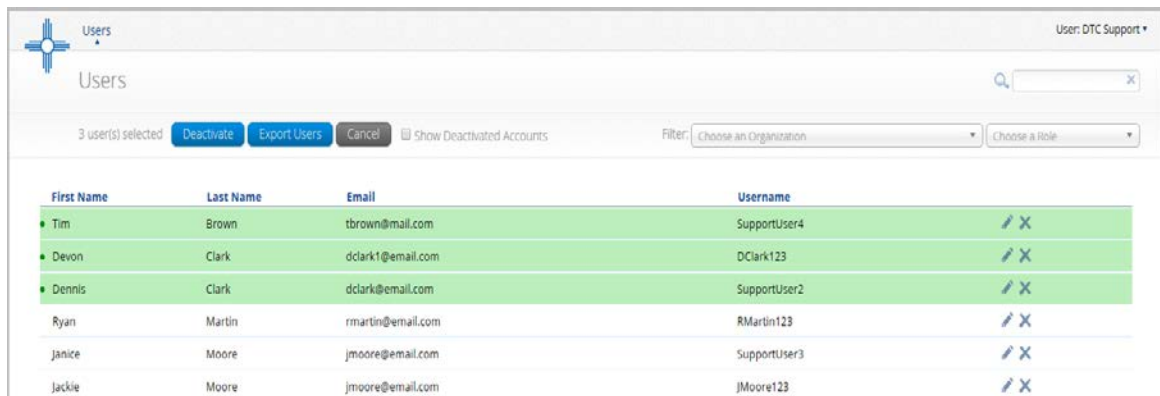 Users
User: DTC Support
Users
3 user(s) selected Deactivate Export Users Cancel Show Deactivated Accounts Filter: Choose an Organization Choose a Role
First Name Last Name Email Username
Tim Brown tbrown@mail.com SupportUser4
Devon Clark dclark1@email.com DClark123
Dennis Clark dclark@email.com SupportUser2
Ryan Martin rmartin@email.com RMartin123
Janice Moore jmoore@email.com SupportUser3
Jackie Moore jmoore@email.com JMoore123